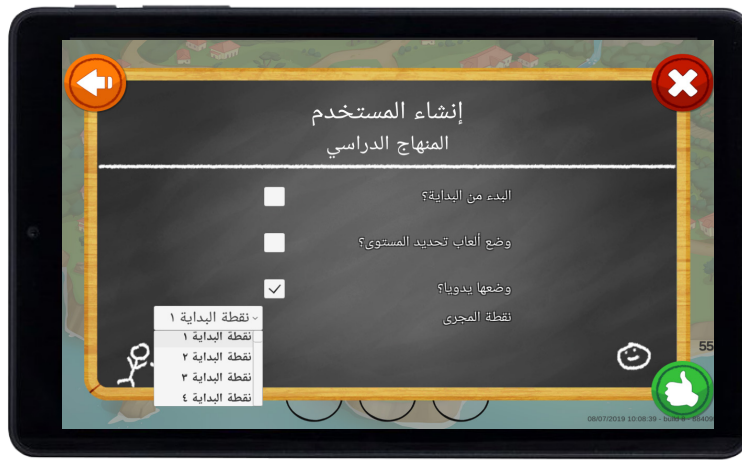 إنشاء المستخدم
المنهاج الدراسي
البدء من البداية؟
وضع ألعاب تحديد المستوى؟
وضعها يدويا؟
نقطة المجرى
نقطة البداية ١
نقطة البداية ١
نقطة البداية ٢
نقطة البداية ٣
نقطة البداية ٤
55
08/07/2019 10:08:39 - build 6 - 55409